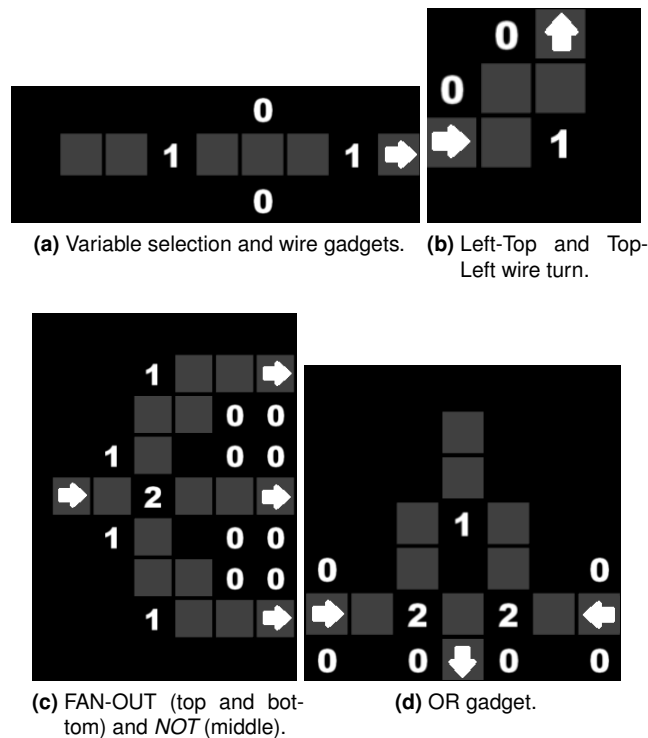 0
0
0
1
1
0
1
(a) Variable selection and wire gadgets.
(b) Left-Top and Top-
Left wire turn.
1
0 0
1 0 0
2
1 0 0
0 0
1
1
0 0
2 2
0 0 0 0
(c) FAN-OUT (top and bot-
tom) and NOT (middle).
(d) OR gadget.